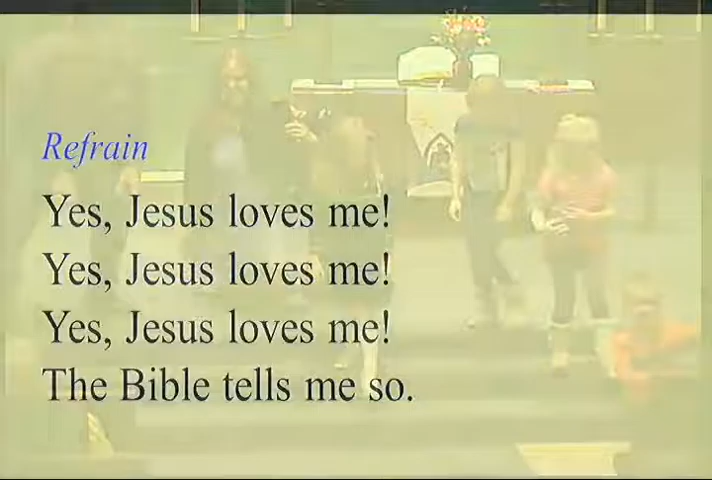 Refrain
Yes, Jesus loves me!
Yes, Jesus loves me!
Yes, Jesus loves me!
The Bible tells me so.